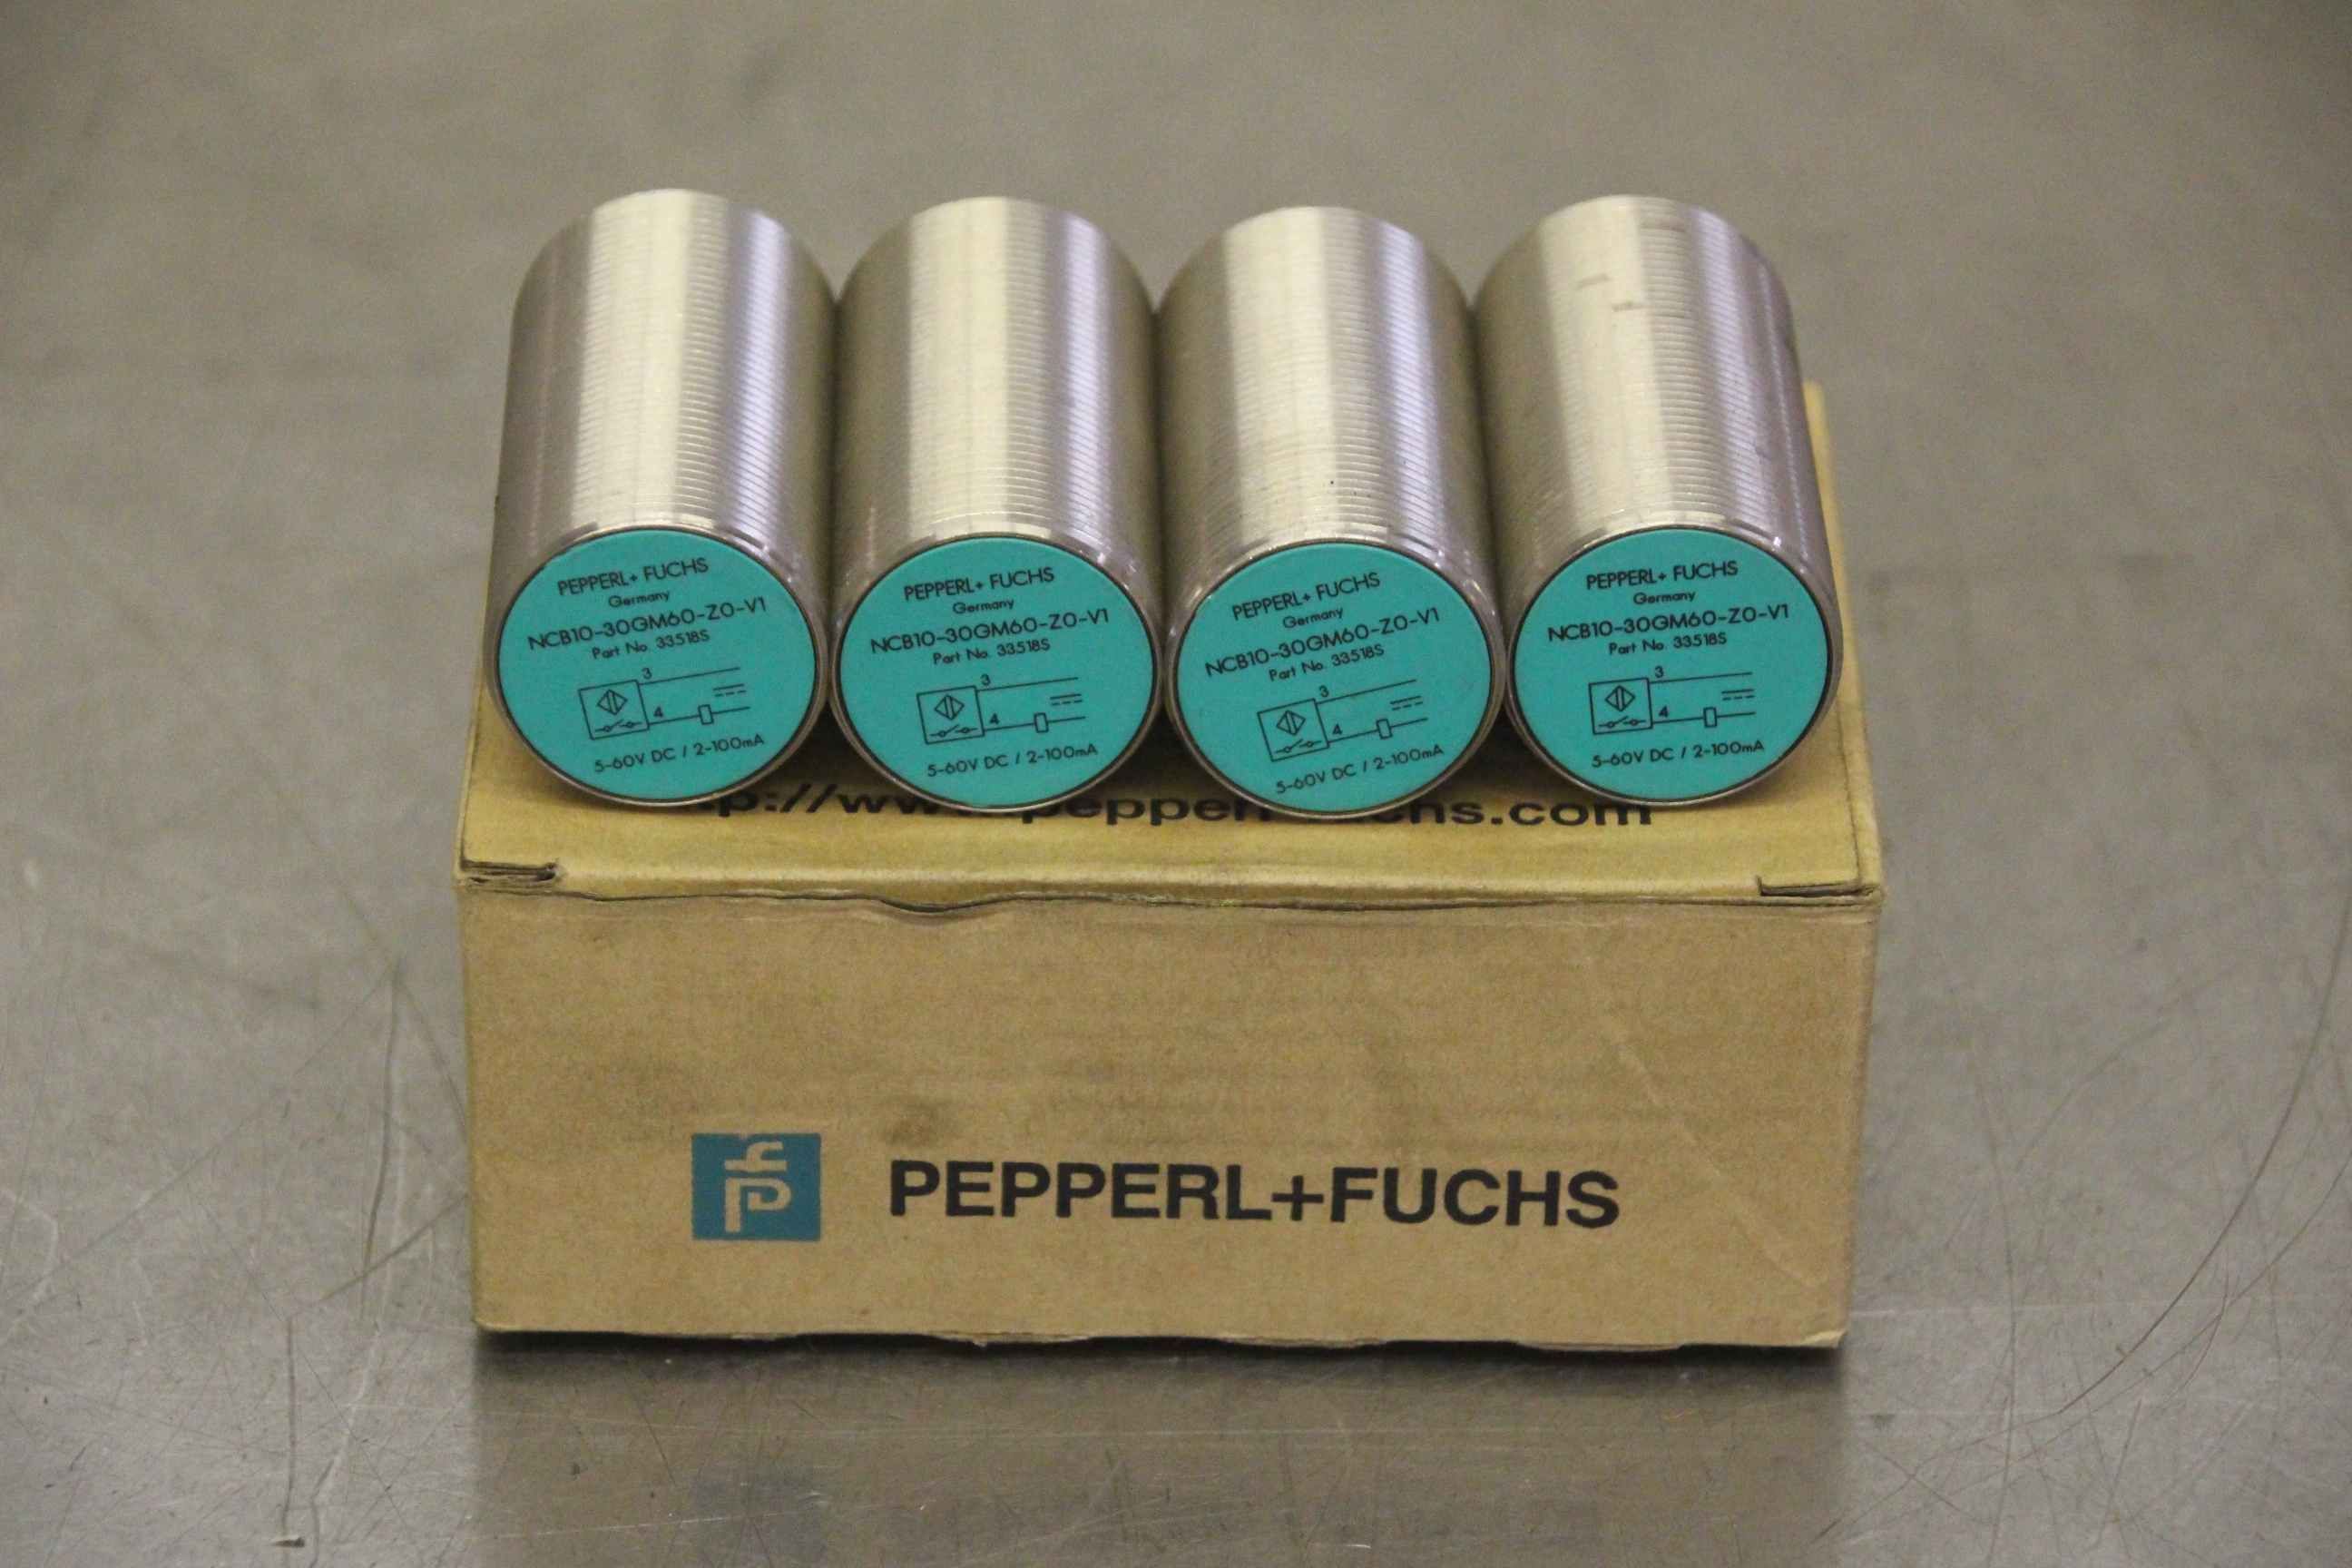 PEPPERL+ FUCHS
Germany
NCB10-30GM60-Z0-V1
Part No. 33518S
3
4
5-60V DC / 2-100mA
PEPPERL+ FUCHS
Germany
NCB10-30GM60-Z0-V1
Part No. 33518S
3
4
5-60V DC / 2-100mA
PEPPERL+ FUCHS
Germany
NCB10-30GM60-Z0-V1
Part No. 33518S
3
4
5-60V DC / 2-100mA
PEPPERL+ FUCHS
Germany
NCB10-30GM60-Z0-V1
Part No. 33518S
3
4
5-60V DC / 2-100mA
PEPPERL+FUCHS